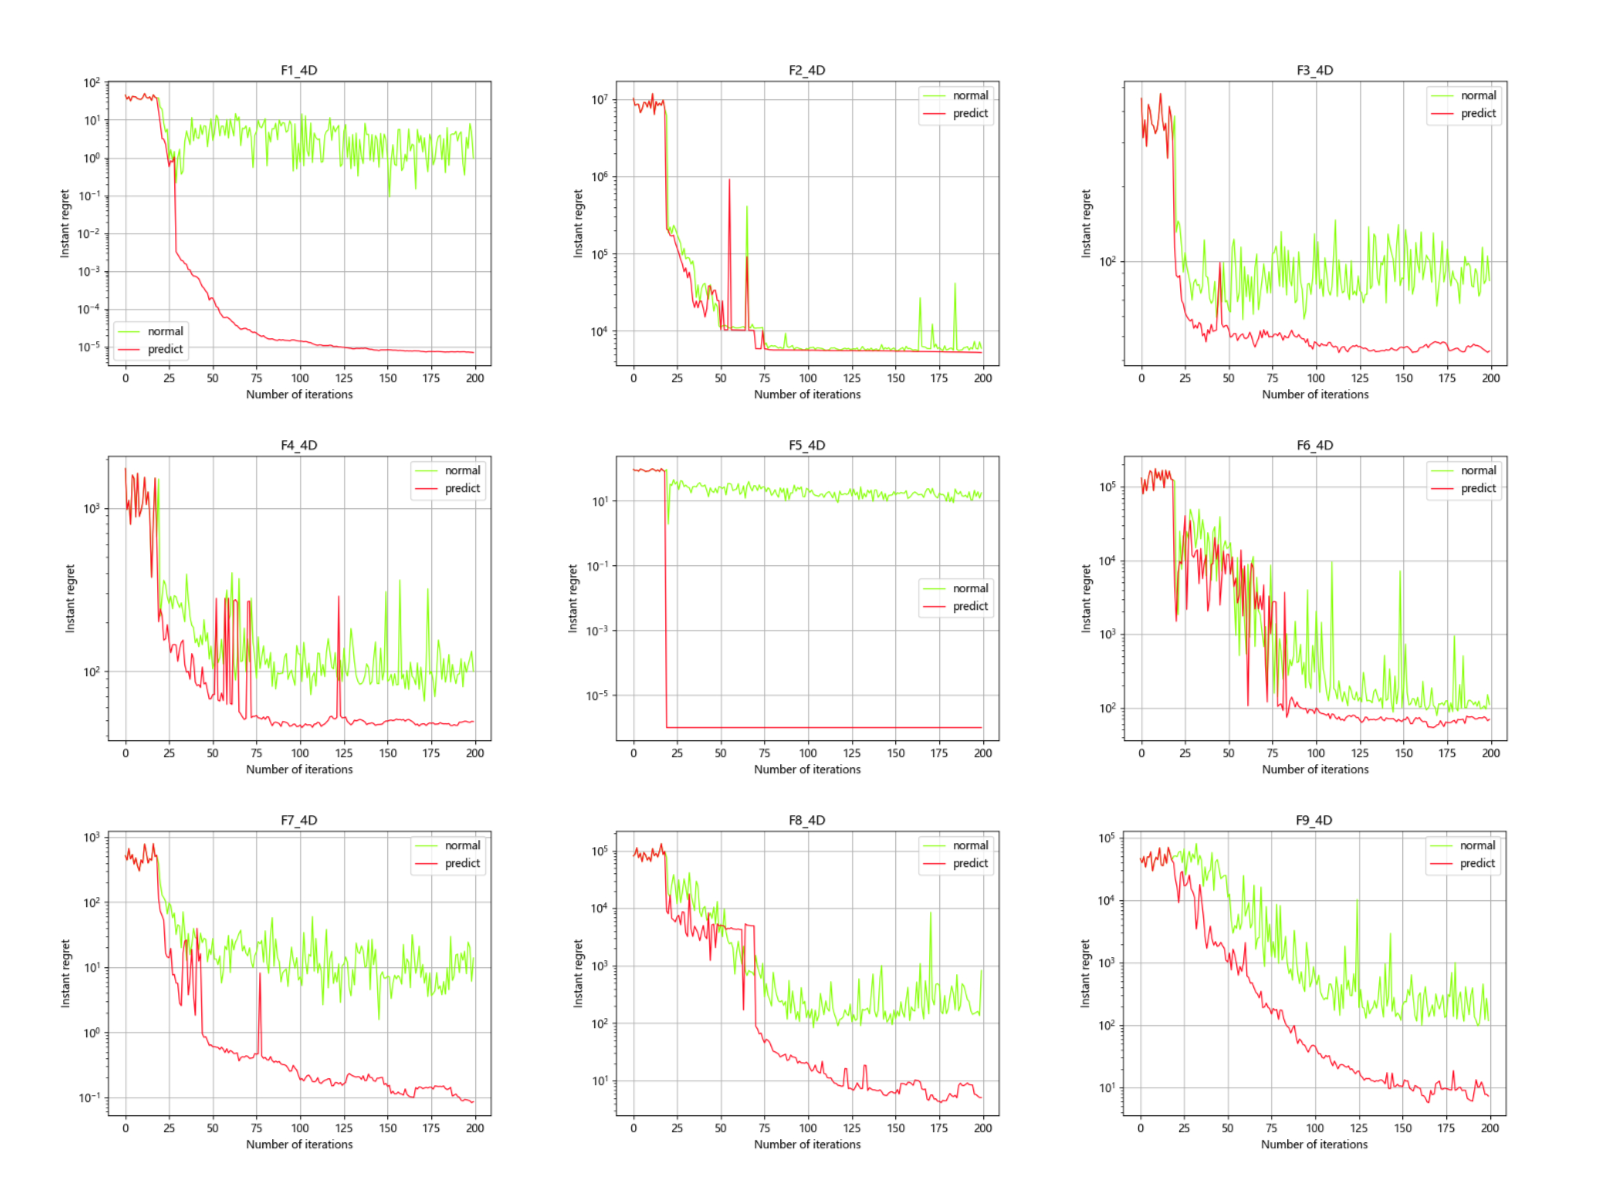 F1_4D
10²
10¹
10⁰
10⁻¹
10⁻²
10⁻³
10⁻⁴
10⁻⁵
Instant regret
normal
predict
0 25 50 75 100 125 150 175 200
Number of iterations
F2_4D
10⁷
10⁶
10⁵
10⁴
Instant regret
normal
predict
0 25 50 75 100 125 150 175 200
Number of iterations
F3_4D
10²
Instant regret
normal
predict
0 25 50 75 100 125 150 175 200
Number of iterations
F4_4D
10³
10²
Instant regret
normal
predict
0 25 50 75 100 125 150 175 200
Number of iterations
F5_4D
10¹
10⁻¹
10⁻³
10⁻⁵
Instant regret
normal
predict
0 25 50 75 100 125 150 175 200
Number of iterations
F6_4D
10⁵
10⁴
10³
10²
Instant regret
normal
predict
0 25 50 75 100 125 150 175 200
Number of iterations
F7_4D
10³
10²
10¹
10⁰
10⁻¹
Instant regret
normal
predict
0 25 50 75 100 125 150 175 200
Number of iterations
F8_4D
10⁵
10⁴
10³
10²
10¹
Instant regret
normal
predict
0 25 50 75 100 125 150 175 200
Number of iterations
F9_4D
10⁵
10⁴
10³
10²
10¹
Instant regret
normal
predict
0 25 50 75 100 125 150 175 200
Number of iterations